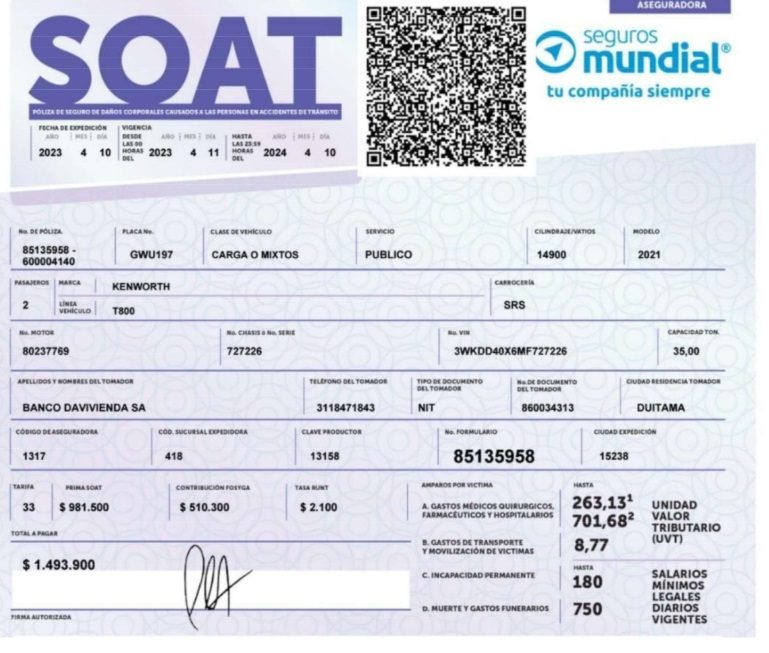 ASEGURADORA
SOAT
PÓLIZA DE SEGURO DE DAÑOS CORPORALES CAUSADOS A LAS PERSONAS EN ACCIDENTES DE TRÁNSITO
seguros
mundial®
tu compañía siempre
FECHA DE EXPEDICIÓN
AÑO MES DÍA
2023 4 10
VIGENCIA
DESDE LAS 00 HORAS DEL
AÑO MES DÍA
2023 4 11
HASTA LAS 23:59 HORAS DEL
AÑO MES DÍA
2024 4 10
No. DE PÓLIZA. PLACA No. CLASE DE VEHÍCULO SERVICIO CILINDRAJE/VATIOS MODELO
85135958 - 600004140 GWU197 CARGA O MIXTOS PUBLICO 14900 2021
PASAJEROS MARCA KENWORTH CARROCERÍA
2 LÍNEA VEHÍCULO T800 SRS
No. MOTOR No. CHASIS ó No. SERIE No. VIN CAPACIDAD TON.
80237769 727226 3WKDD40X6MF727226 35,00
APELLIDOS Y NOMBRES DEL TOMADOR TELÉFONO DEL TOMADOR TIPO DE DOCUMENTO DEL TOMADOR No. DE DOCUMENTO DEL TOMADOR CIUDAD RESIDENCIA TOMADOR
BANCO DAVIVIENDA SA 3118471843 NIT 860034313 DUITAMA
CÓDIGO DE ASEGURADORA CÓD. SUCURSAL EXPEDIDORA CLAVE PRODUCTOR No. FORMULARIO CIUDAD EXPEDICIÓN
1317 418 13158 85135958 15238
TARIFA PRIMA SOAT CONTRIBUCIÓN FOSYGA TASA RUNT
33 $ 981.500 $ 510.300 $ 2.100
TOTAL A PAGAR
$ 1.493.900
FIRMA AUTORIZADA
AMPAROS POR VICTIMA HASTA
A. GASTOS MÉDICOS QUIRURGICOS, FARMACÉUTICOS Y HOSPITALARIOS 263,13¹ 701,68²
B. GASTOS DE TRANSPORTE Y MOVILIZACIÓN DE VICTIMAS 8,77
UNIDAD VALOR TRIBUTARIO (UVT)
HASTA
C. INCAPACIDAD PERMANENTE 180
D. MUERTE Y GASTOS FUNERARIOS 750
SALARIOS MÍNIMOS LEGALES DIARIOS VIGENTES